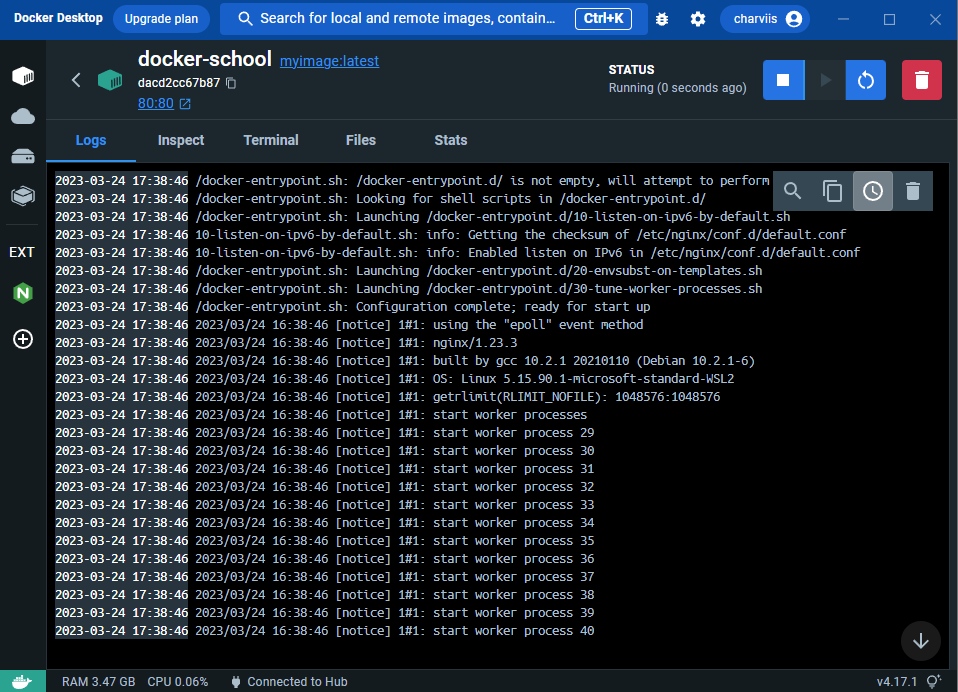 Docker Desktop
Upgrade plan
Search for local and remote images, contain...
Ctrl+K
charviis
docker-school myimage:latest
dacd2cc67b87
80:80
STATUS
Running (0 seconds ago)
Logs Inspect Terminal Files Stats
EXT
2023-03-24 17:38:46 /docker-entrypoint.sh: /docker-entrypoint.d/ is not empty, will attempt to perform
2023-03-24 17:38:46 /docker-entrypoint.sh: Looking for shell scripts in /docker-entrypoint.d/
2023-03-24 17:38:46 /docker-entrypoint.sh: Launching /docker-entrypoint.d/10-listen-on-ipv6-by-default.sh
2023-03-24 17:38:46 10-listen-on-ipv6-by-default.sh: info: Getting the checksum of /etc/nginx/conf.d/default.conf
2023-03-24 17:38:46 10-listen-on-ipv6-by-default.sh: info: Enabled listen on IPv6 in /etc/nginx/conf.d/default.conf
2023-03-24 17:38:46 /docker-entrypoint.sh: Launching /docker-entrypoint.d/20-envsubst-on-templates.sh
2023-03-24 17:38:46 /docker-entrypoint.sh: Launching /docker-entrypoint.d/30-tune-worker-processes.sh
2023-03-24 17:38:46 /docker-entrypoint.sh: Configuration complete; ready for start up
2023-03-24 17:38:46 2023/03/24 16:38:46 [notice] 1#1: using the "epoll" event method
2023-03-24 17:38:46 2023/03/24 16:38:46 [notice] 1#1: nginx/1.23.3
2023-03-24 17:38:46 2023/03/24 16:38:46 [notice] 1#1: built by gcc 10.2.1 20210110 (Debian 10.2.1-6)
2023-03-24 17:38:46 2023/03/24 16:38:46 [notice] 1#1: OS: Linux 5.15.90.1-microsoft-standard-WSL2
2023-03-24 17:38:46 2023/03/24 16:38:46 [notice] 1#1: getrlimit(RLIMIT_NOFILE): 1048576:1048576
2023-03-24 17:38:46 2023/03/24 16:38:46 [notice] 1#1: start worker processes
2023-03-24 17:38:46 2023/03/24 16:38:46 [notice] 1#1: start worker process 29
2023-03-24 17:38:46 2023/03/24 16:38:46 [notice] 1#1: start worker process 30
2023-03-24 17:38:46 2023/03/24 16:38:46 [notice] 1#1: start worker process 31
2023-03-24 17:38:46 2023/03/24 16:38:46 [notice] 1#1: start worker process 32
2023-03-24 17:38:46 2023/03/24 16:38:46 [notice] 1#1: start worker process 33
2023-03-24 17:38:46 2023/03/24 16:38:46 [notice] 1#1: start worker process 34
2023-03-24 17:38:46 2023/03/24 16:38:46 [notice] 1#1: start worker process 35
2023-03-24 17:38:46 2023/03/24 16:38:46 [notice] 1#1: start worker process 36
2023-03-24 17:38:46 2023/03/24 16:38:46 [notice] 1#1: start worker process 37
2023-03-24 17:38:46 2023/03/24 16:38:46 [notice] 1#1: start worker process 38
2023-03-24 17:38:46 2023/03/24 16:38:46 [notice] 1#1: start worker process 39
2023-03-24 17:38:46 2023/03/24 16:38:46 [notice] 1#1: start worker process 40
RAM 3.47 GB CPU 0.06% Connected to Hub v4.17.1